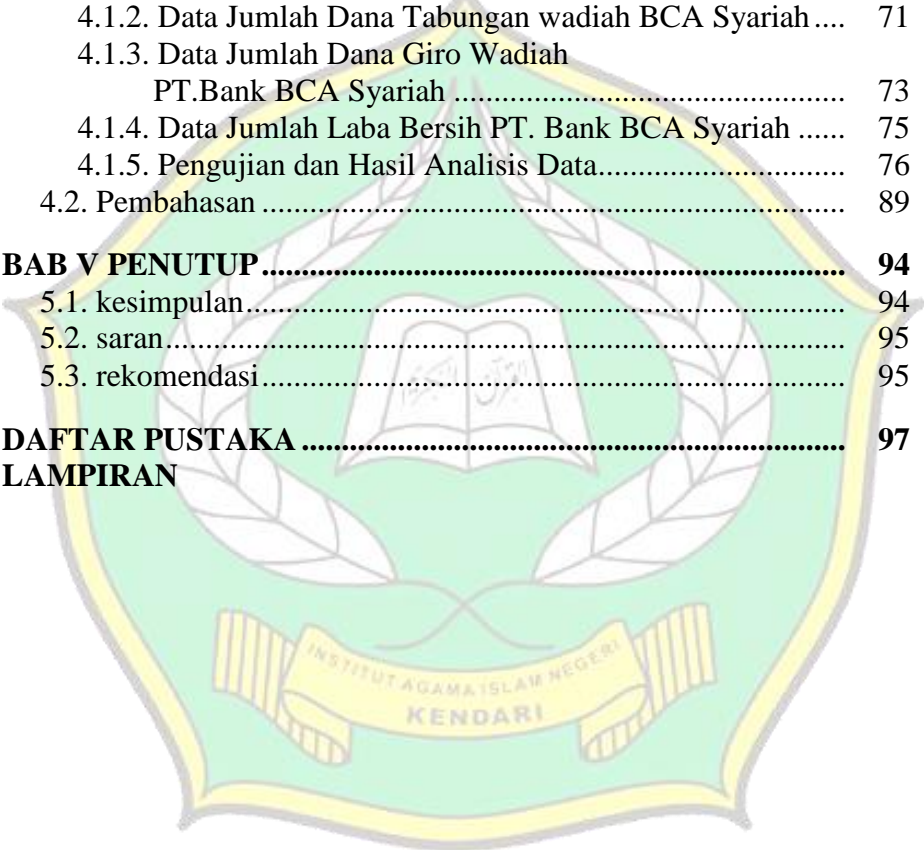 4.1.2. Data Jumlah Dana Tabungan wadiah BCA Syariah .... 71
4.1.3. Data Jumlah Dana Giro Wadiah
PT.Bank BCA Syariah ................................................. 73
4.1.4. Data Jumlah Laba Bersih PT. Bank BCA Syariah ...... 75
4.1.5. Pengujian dan Hasil Analisis Data............................... 76
4.2. Pembahasan ......................................................................... 89
BAB V PENUTUP......................................................................... 94
5.1. kesimpulan........................................................................... 94
5.2. saran..................................................................................... 95
5.3. rekomendasi......................................................................... 95
DAFTAR PUSTAKA .................................................................... 97
LAMPIRAN
INSTITUT AGAMA ISLAM NEGERI
KENDARI